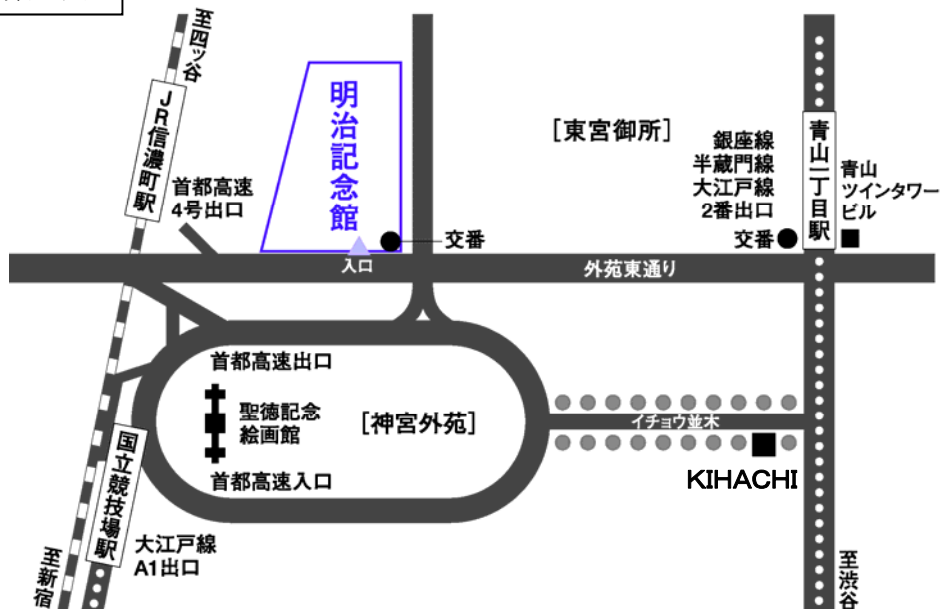 至四ッ谷
JR信濃町駅
首都高速
4号出口
明治記念館
入口
交番
[東宮御所]
銀座線
半蔵門線
大江戸線
2番出口
交番
青山一丁目駅
青山
ツインタワー
ビル
外苑東通り
首都高速出口
聖徳記念
絵画館
[神宮外苑]
首都高速入口
イチョウ並木
KIHACHI
国立競技場駅
大江戸線
A1出口
至新宿
至渋谷